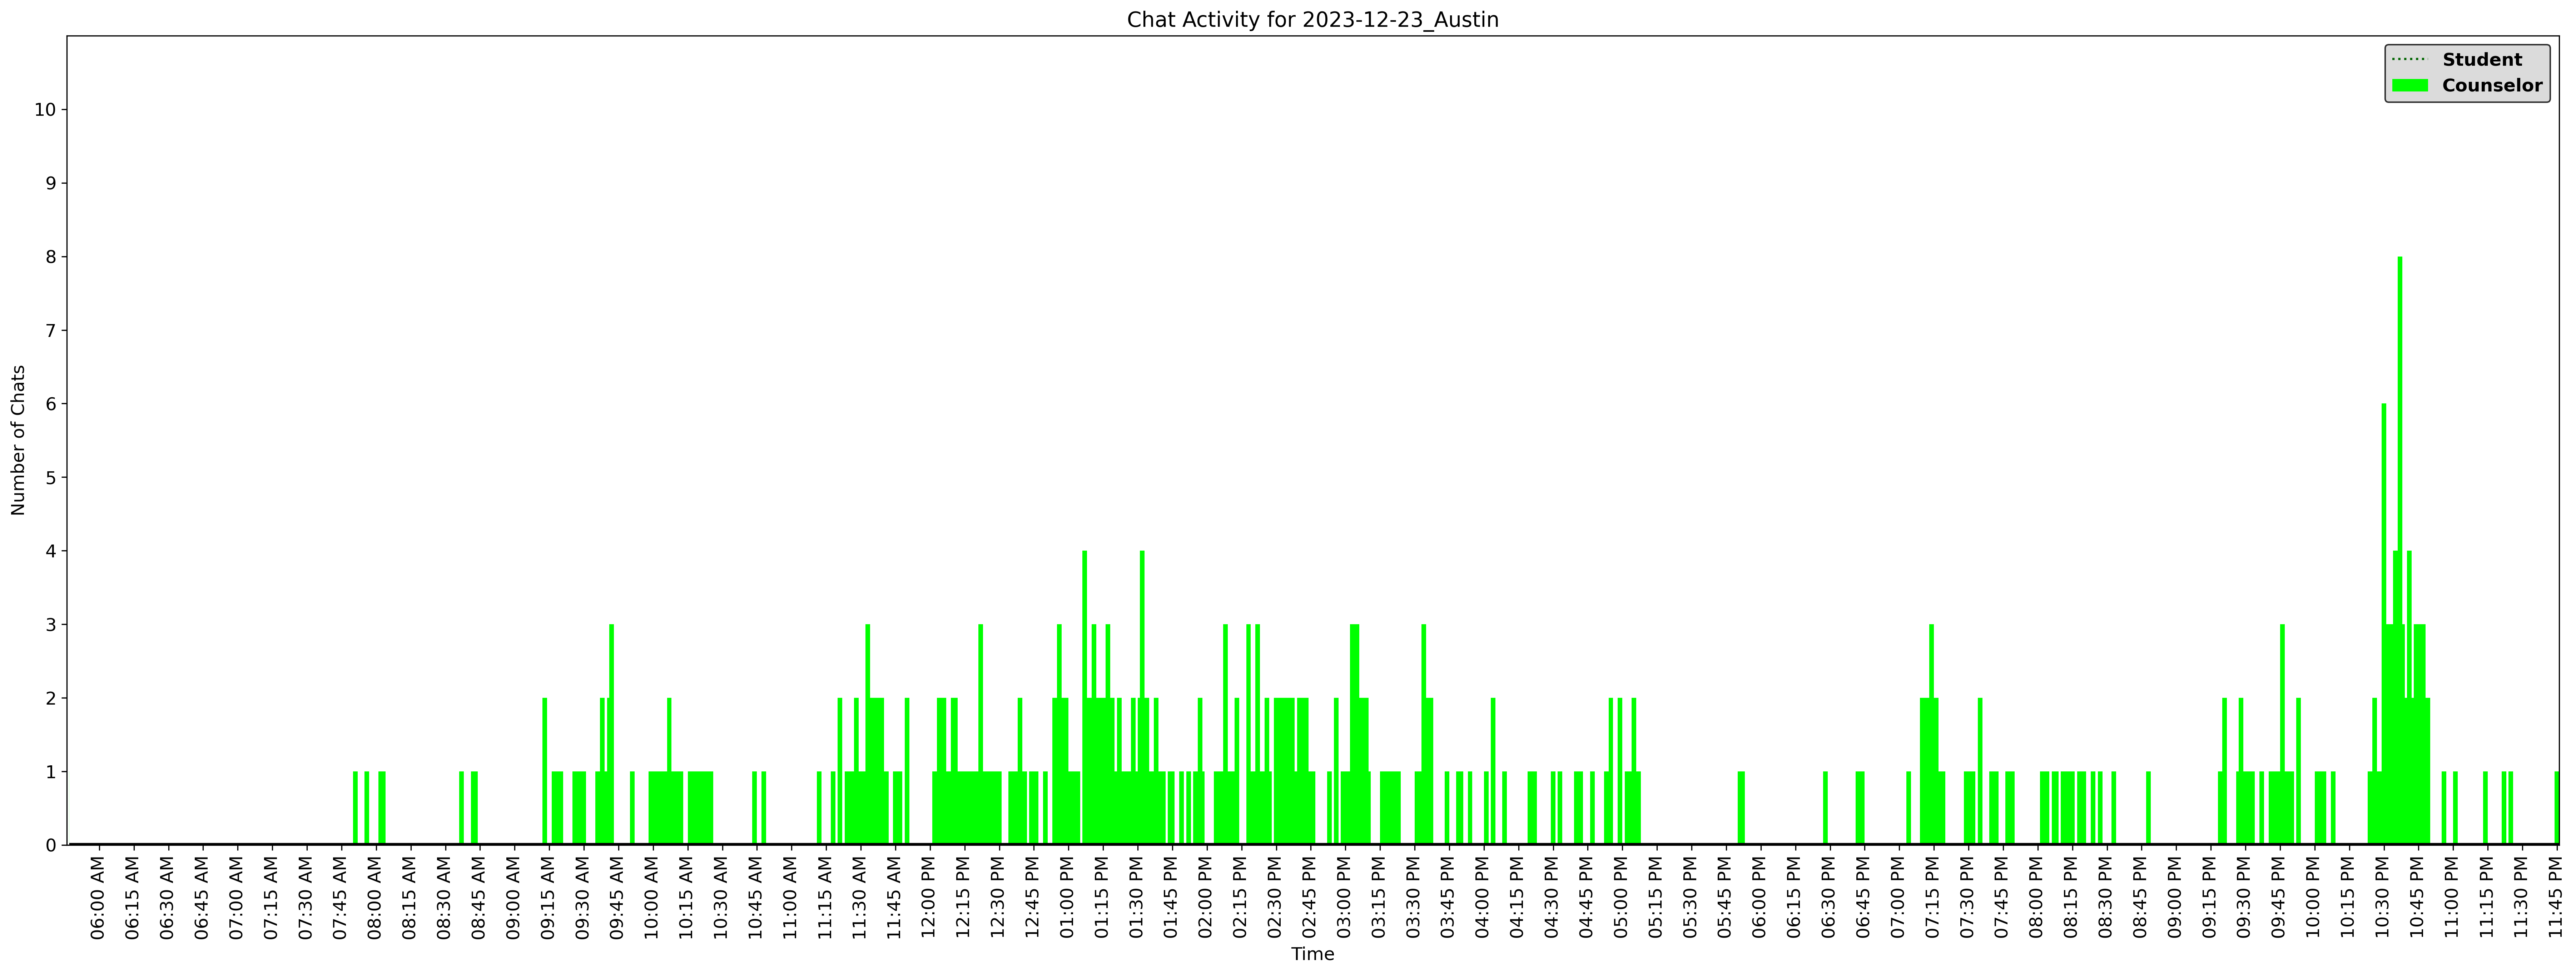 Chat Activity for 2023-12-23_Austin
Student
Counselor
Number of Chats
10
9
8
7
6
5
4
3
2
1
0
06:00 AM
06:15 AM
06:30 AM
06:45 AM
07:00 AM
07:15 AM
07:30 AM
07:45 AM
08:00 AM
08:15 AM
08:30 AM
08:45 AM
09:00 AM
09:15 AM
09:30 AM
09:45 AM
10:00 AM
10:15 AM
10:30 AM
10:45 AM
11:00 AM
11:15 AM
11:30 AM
11:45 AM
12:00 PM
12:15 PM
12:30 PM
12:45 PM
01:00 PM
01:15 PM
01:30 PM
01:45 PM
02:00 PM
02:15 PM
02:30 PM
02:45 PM
03:00 PM
03:15 PM
03:30 PM
03:45 PM
04:00 PM
04:15 PM
04:30 PM
04:45 PM
05:00 PM
05:15 PM
05:30 PM
05:45 PM
06:00 PM
06:15 PM
06:30 PM
06:45 PM
07:00 PM
07:15 PM
07:30 PM
07:45 PM
08:00 PM
08:15 PM
08:30 PM
08:45 PM
09:00 PM
09:15 PM
09:30 PM
09:45 PM
10:00 PM
10:15 PM
10:30 PM
10:45 PM
11:00 PM
11:15 PM
11:30 PM
11:45 PM
Time